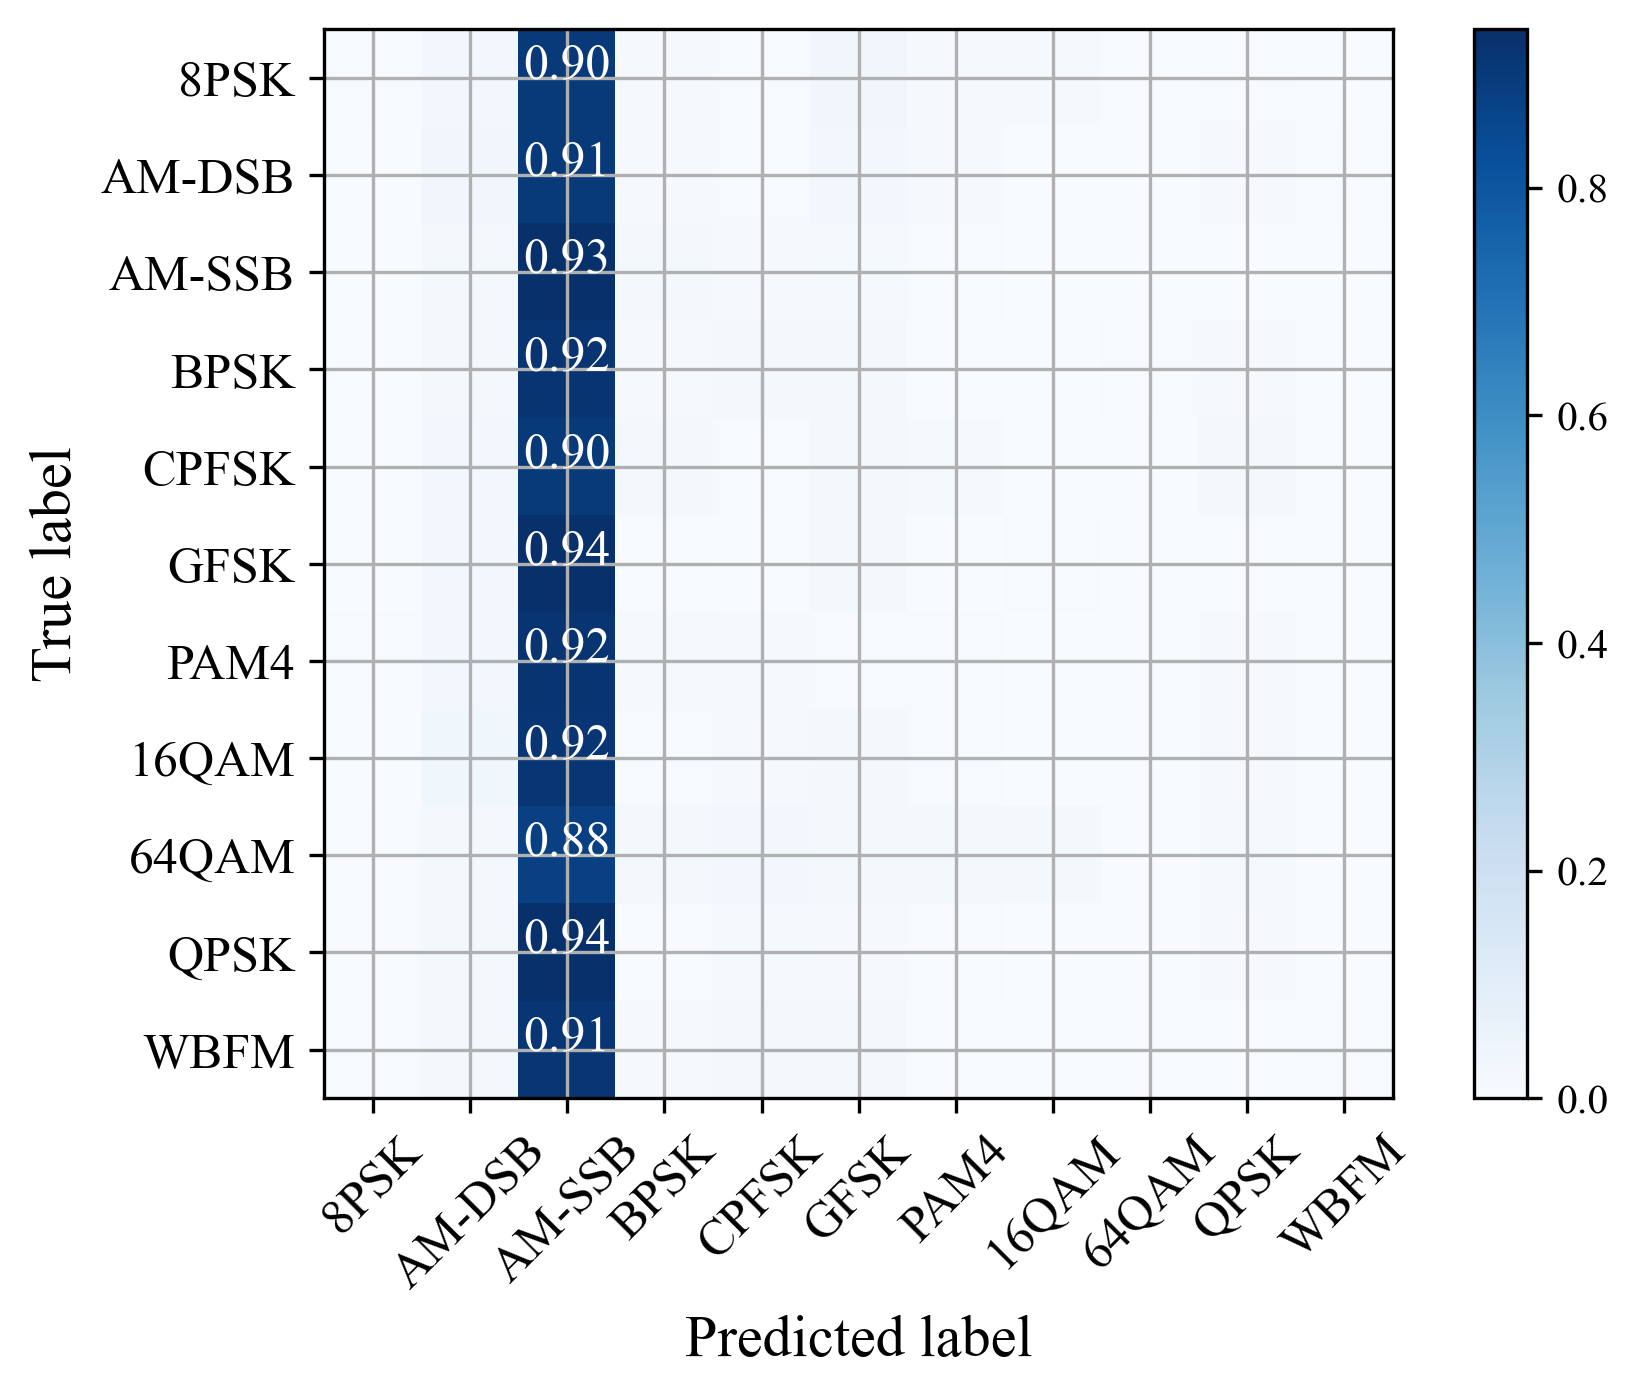 True label
8PSK 0.90
AM-DSB 0.91
AM-SSB 0.93
BPSK 0.92
CPFSK 0.90
GFSK 0.94
PAM4 0.92
16QAM 0.92
64QAM 0.88
QPSK 0.94
WBFM 0.91
8PSK AM-DSB AM-SSB BPSK CPFSK GFSK PAM4 16QAM 64QAM QPSK WBFM
Predicted label
0.8
0.6
0.4
0.2
0.0